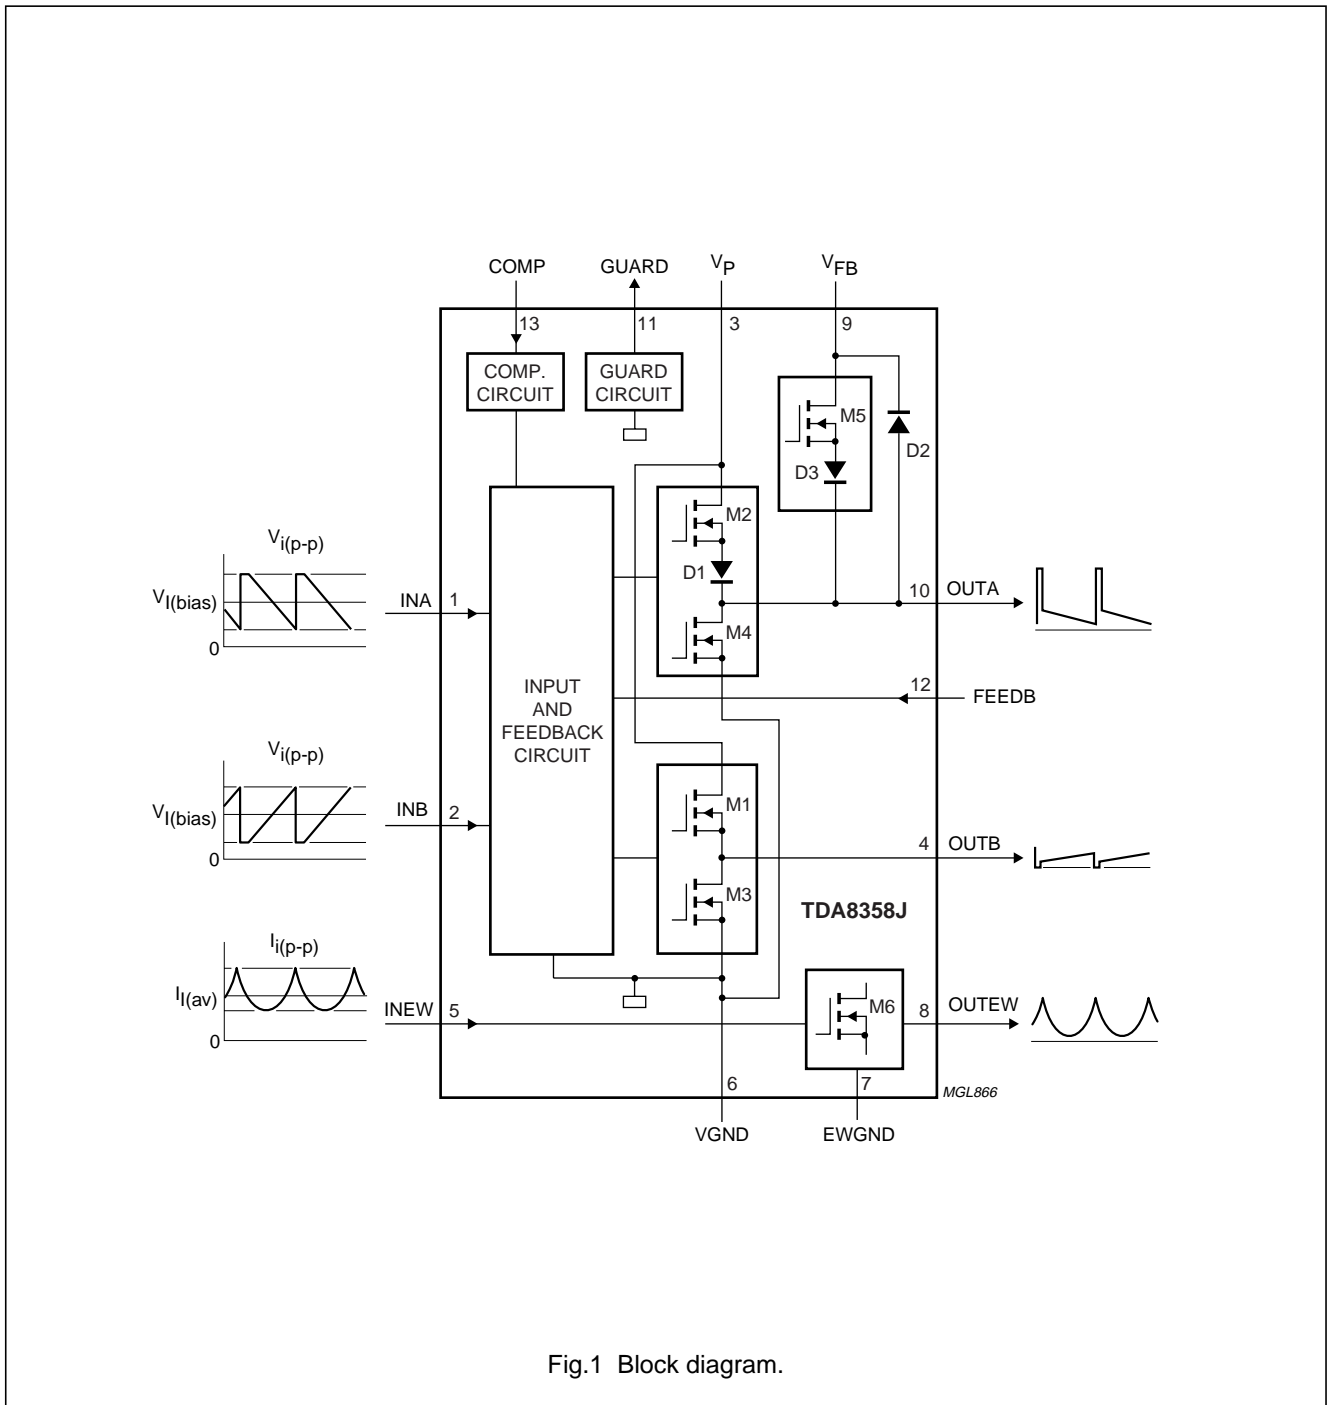 COMP GUARD VP VFB
13 11 3 9
COMP. CIRCUIT
GUARD CIRCUIT
M5
D2
D3
M2
Vi(p-p)
D1
VI(bias)
INA 1
10 OUTA
0
M4
INPUT AND FEEDBACK CIRCUIT
12 FEEDB
Vi(p-p)
M1
VI(bias)
INB 2
4 OUTB
0
M3
TDA8358J
Ii(p-p)
II(av)
INEW 5
M6
8 OUTEW
0
6 7
MGL866
VGND EWGND
Fig.1 Block diagram.